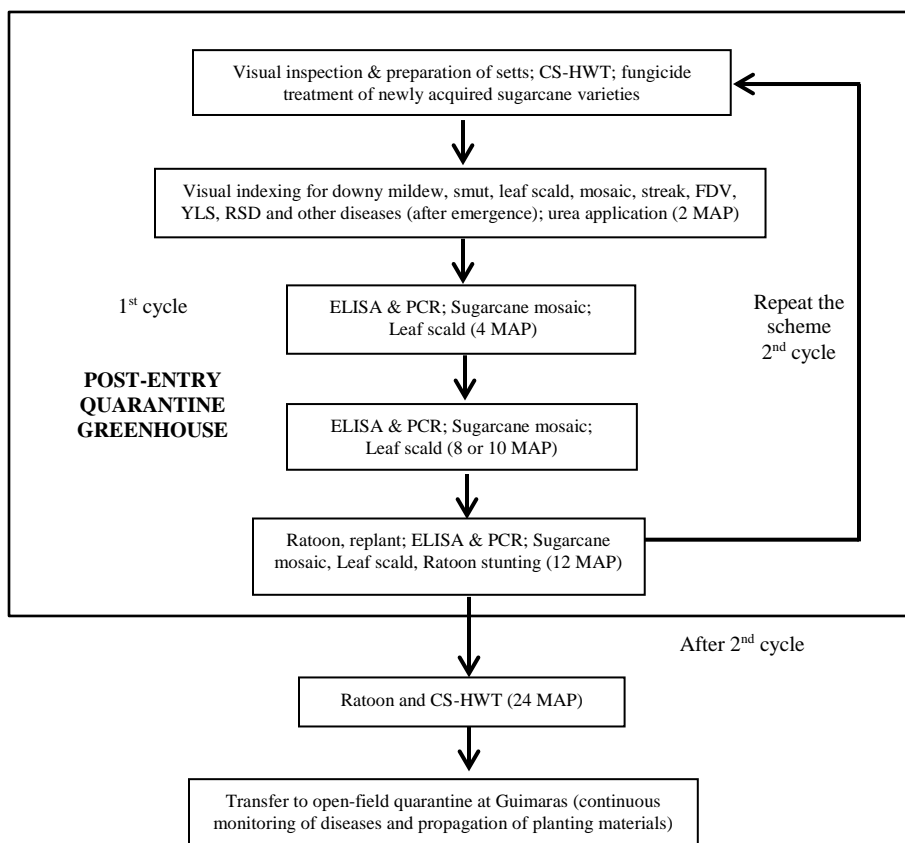 Visual inspection & preparation of setts; CS-HWT; fungicide
treatment of newly acquired sugarcane varieties
Visual indexing for downy mildew, smut, leaf scald, mosaic, streak, FDV,
YLS, RSD and other diseases (after emergence); urea application (2 MAP)
1st cycle
ELISA & PCR; Sugarcane mosaic;
Leaf scald (4 MAP)
Repeat the
scheme
2nd cycle
POST-ENTRY
QUARANTINE
GREENHOUSE
ELISA & PCR; Sugarcane mosaic;
Leaf scald (8 or 10 MAP)
Ratoon, replant; ELISA & PCR; Sugarcane
mosaic, Leaf scald, Ratoon stunting (12 MAP)
After 2nd cycle
Ratoon and CS-HWT (24 MAP)
Transfer to open-field quarantine at Guimaras (continuous
monitoring of diseases and propagation of planting materials)